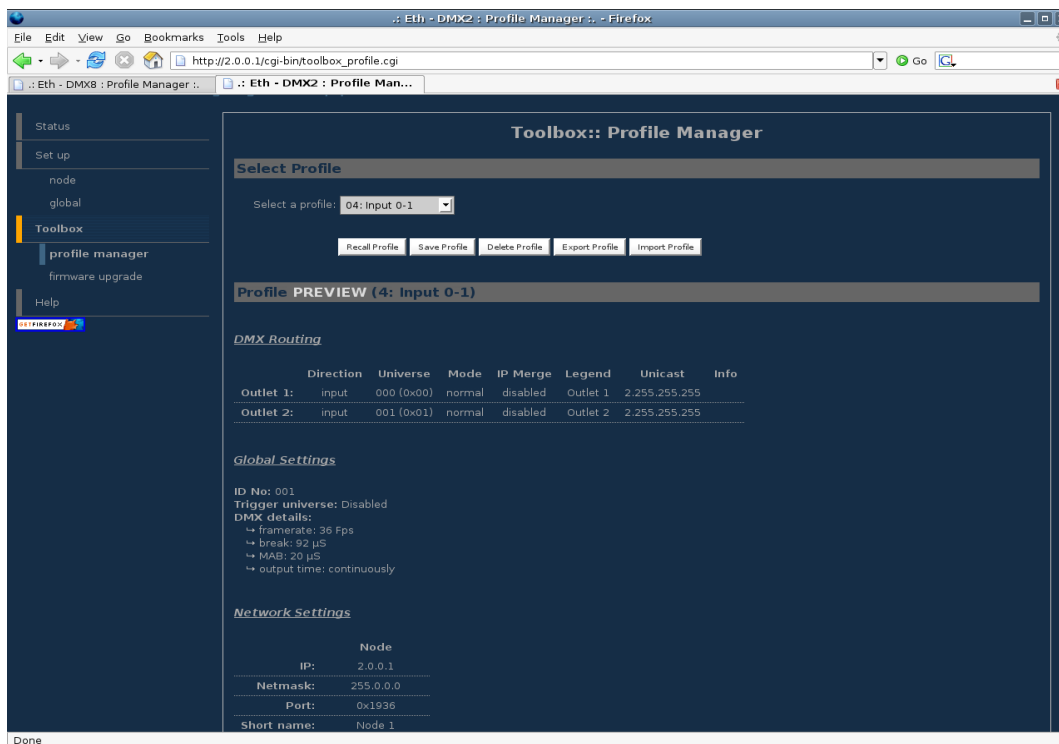 .: Eth - DMX2 : Profile Manager :. - Firefox
File Edit View Go Bookmarks Tools Help
http://2.0.0.1/cgi-bin/toolbox_profile.cgi Go
.: Eth - DMX8 : Profile Manager :. .: Eth - DMX2 : Profile Man...
Status
Set up
node
global
Toolbox
profile manager
firmware upgrade
Help
GETFIREFOX
Toolbox:: Profile Manager
Select Profile
Select a profile: 04: Input 0-1
Recall Profile Save Profile Delete Profile Export Profile Import Profile
Profile PREVIEW (4: Input 0-1)
DMX Routing
Direction Universe Mode IP Merge Legend Unicast Info
Outlet 1: input 000 (0x00) normal disabled Outlet 1 2.255.255.255
Outlet 2: input 001 (0x01) normal disabled Outlet 2 2.255.255.255
Global Settings
ID No: 001
Trigger universe: Disabled
DMX details:
↪ framerate: 36 Fps
↪ break: 92 µS
↪ MAB: 20 µS
↪ output time: continuously
Network Settings
Node
IP: 2.0.0.1
Netmask: 255.0.0.0
Port: 0x1936
Short name: Node 1
Done